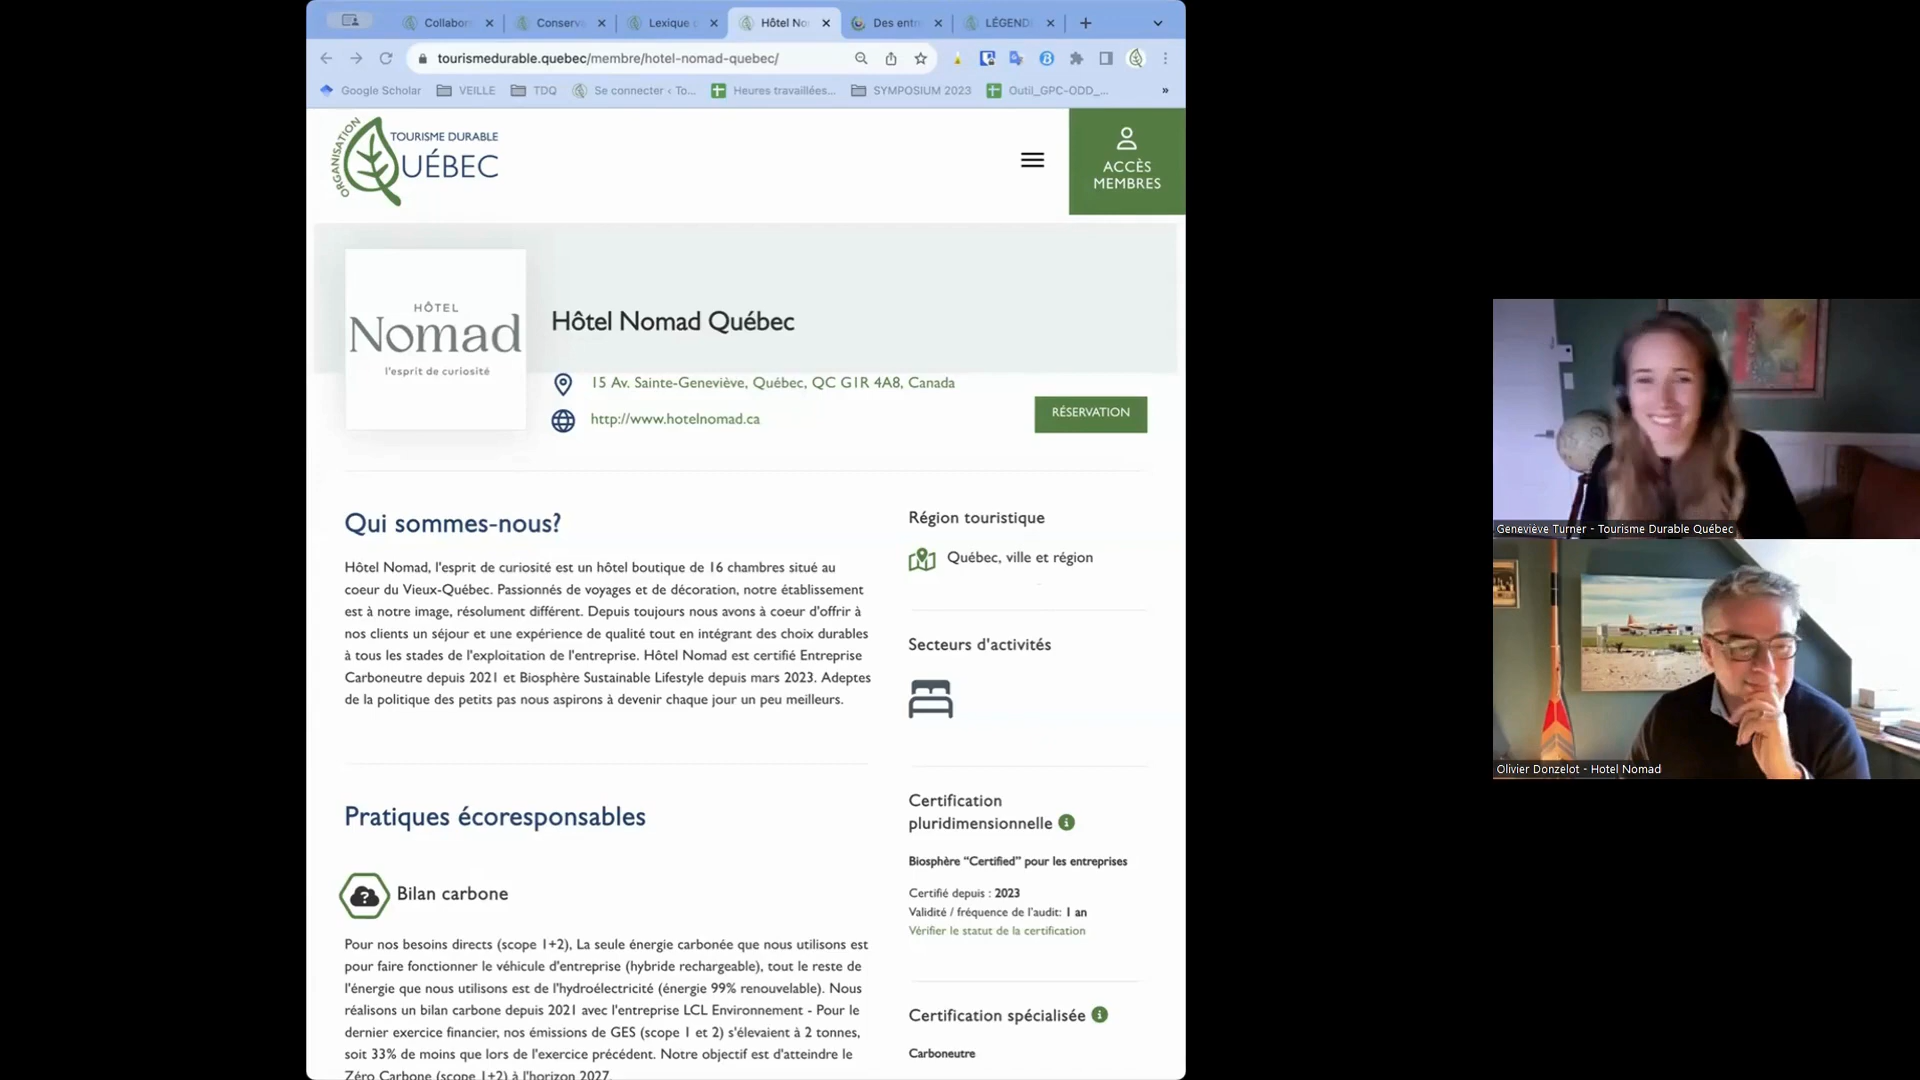 Collabor
Conserva
Lexique
Hôtel No
Des entr
LÉGEND
tourismedurable.quebec/membre/hotel-nomad-quebec/
Google Scholar
VEILLE
TDQ
Se connecter ‹ To...
Heures travaillées...
SYMPOSIUM 2023
Outil_GPC-ODD_...
»
ORGANISATION
TOURISME DURABLE
QUÉBEC
ACCÈS
MEMBRES
HÔTEL
Nomad
l'esprit de curiosité
Hôtel Nomad Québec
15 Av. Sainte-Geneviève, Québec, QC G1R 4A8, Canada
http://www.hotelnomad.ca
RÉSERVATION
Qui sommes-nous?
Hôtel Nomad, l'esprit de curiosité est un hôtel boutique de 16 chambres situé au
coeur du Vieux-Québec. Passionnés de voyages et de décoration, notre établissement
est à notre image, résolument différent. Depuis toujours nous avons à coeur d'offrir à
nos clients un séjour et une expérience de qualité tout en intégrant des choix durables
à tous les stades de l'exploitation de l'entreprise. Hôtel Nomad est certifié Entreprise
Carboneutre depuis 2021 et Biosphère Sustainable Lifestyle depuis mars 2023. Adeptes
de la politique des petits pas nous aspirons à devenir chaque jour un peu meilleurs.
Pratiques écoresponsables
Bilan carbone
Pour nos besoins directs (scope 1+2), La seule énergie carbonée que nous utilisons est
pour faire fonctionner le véhicule d'entreprise (hybride rechargeable), tout le reste de
l'énergie que nous utilisons est de l'hydroélectricité (énergie 99% renouvelable). Nous
réalisons un bilan carbone depuis 2021 avec l'entreprise LCL Environnement - Pour le
dernier exercice financier, nos émissions de GES (scope 1 et 2) s'élevaient à 2 tonnes,
soit 33% de moins que lors de l'exercice précédent. Notre objectif est d'atteindre le
Zéro Carbone (scope 1+2) à l'horizon 2027.
Région touristique
Québec, ville et région
Secteurs d'activités
Certification
pluridimensionnelle
Biosphère “Certified” pour les entreprises
Certifié depuis : 2023
Validité / fréquence de l'audit: 1 an
Vérifier le statut de la certification
Certification spécialisée
Carboneutre
Geneviève Turner - Tourisme Durable Québec
Olivier Donzelot - Hotel Nomad